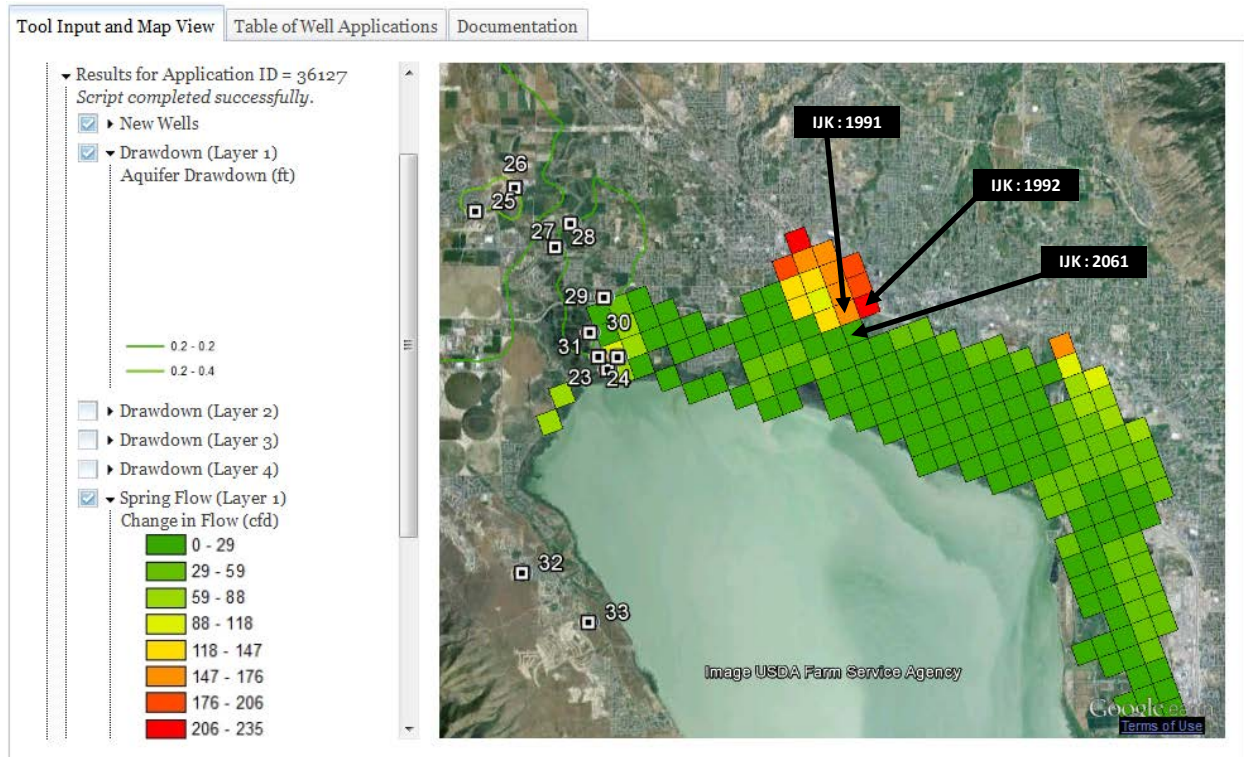 Tool Input and Map View
Table of Well Applications
Documentation
Results for Application ID = 36127
Script completed successfully.
New Wells
Drawdown (Layer 1)
Aquifer Drawdown (ft)
0.2 - 0.2
0.2 - 0.4
Drawdown (Layer 2)
Drawdown (Layer 3)
Drawdown (Layer 4)
Spring Flow (Layer 1)
Change in Flow (cfd)
0 - 29
29 - 59
59 - 88
88 - 118
118 - 147
147 - 176
176 - 206
206 - 235
IJK : 1991
IJK : 1992
IJK : 2061
26
25
27
28
29
30
31
23
24
32
33
Image USDA Farm Service Agency
Google earth
Terms of Use